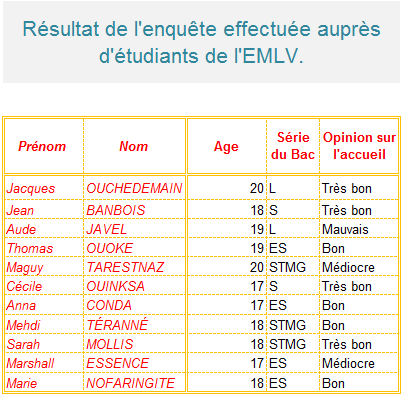 Résultat de l'enquête effectuée auprès
d'étudiants de l'EMLV.
Prénom Nom Age Série du Bac Opinion sur l'accueil
Jacques OUCHEDEMAIN 20 L Très bon
Jean BANBOIS 18 S Très bon
Aude JAVEL 19 L Mauvais
Thomas OUOKE 19 ES Bon
Maguy TARESTNAZ 20 STMG Médiocre
Cécile OUINKSA 17 S Très bon
Anna CONDA 17 ES Bon
Mehdi TÉRANNÉ 18 STMG Bon
Sarah MOLLIS 18 STMG Très bon
Marshall ESSENCE 17 ES Médiocre
Marie NOFARINGITE 18 ES Bon